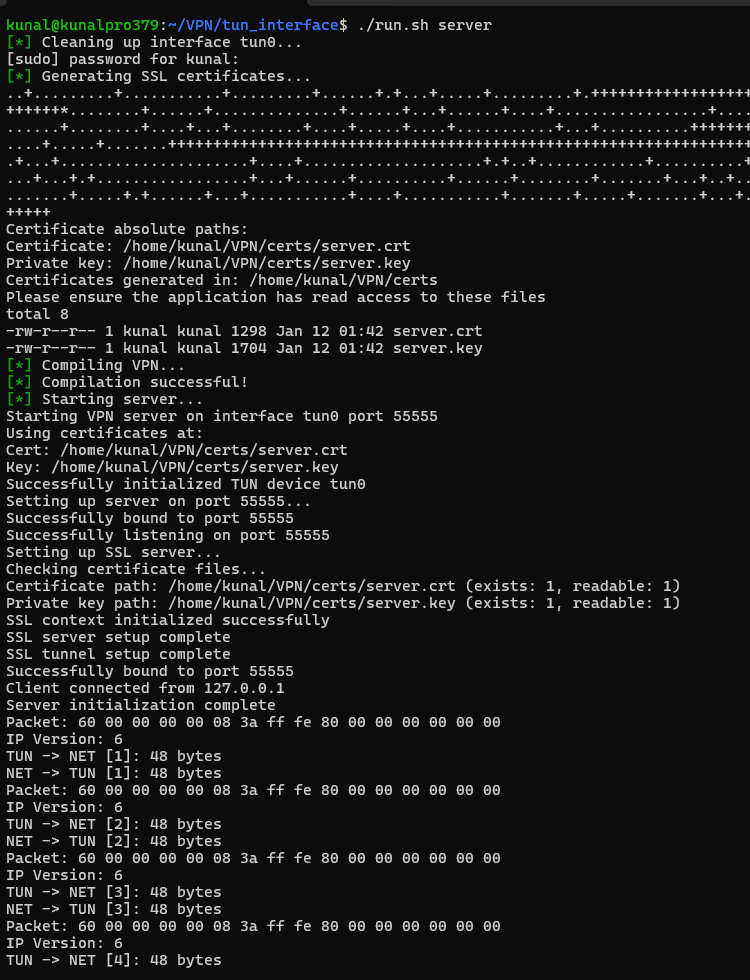 kunal@kunalpro379:~/VPN/tun_interface$ ./run.sh server
[*] Cleaning up interface tun0...
[sudo] password for kunal:
[*] Generating SSL certificates...
..+.........+...........+.........+......+.+...+.....+.........+.++++++++++++++++++
++++++*........+......+..............+......+...+......+....+.................+....
......+........+....+...+.........+....+.....+....+...........+...+..........+++++++
....+.....+.......+++++++++++++++++++++++++++++++++++++++++++++++++++++++++++++++++
.+...+.....................+....+....................+.+..+............+..........+
...+...+.+.................+...+......+..........+......+........+.......+...+..+..
.......+.....+.+......+...+...........+....+...........+.......+.....+.......+...+.
+++++
Certificate absolute paths:
Certificate: /home/kunal/VPN/certs/server.crt
Private key: /home/kunal/VPN/certs/server.key
Certificates generated in: /home/kunal/VPN/certs
Please ensure the application has read access to these files
total 8
-rw-r--r-- 1 kunal kunal 1298 Jan 12 01:42 server.crt
-rw-r--r-- 1 kunal kunal 1704 Jan 12 01:42 server.key
[*] Compiling VPN...
[*] Compilation successful!
[*] Starting server...
Starting VPN server on interface tun0 port 55555
Using certificates at:
Cert: /home/kunal/VPN/certs/server.crt
Key: /home/kunal/VPN/certs/server.key
Successfully initialized TUN device tun0
Setting up server on port 55555...
Successfully bound to port 55555
Successfully listening on port 55555
Setting up SSL server...
Checking certificate files...
Certificate path: /home/kunal/VPN/certs/server.crt (exists: 1, readable: 1)
Private key path: /home/kunal/VPN/certs/server.key (exists: 1, readable: 1)
SSL context initialized successfully
SSL server setup complete
SSL tunnel setup complete
Successfully bound to port 55555
Client connected from 127.0.0.1
Server initialization complete
Packet: 60 00 00 00 00 08 3a ff fe 80 00 00 00 00 00 00
IP Version: 6
TUN -> NET [1]: 48 bytes
NET -> TUN [1]: 48 bytes
Packet: 60 00 00 00 00 08 3a ff fe 80 00 00 00 00 00 00
IP Version: 6
TUN -> NET [2]: 48 bytes
NET -> TUN [2]: 48 bytes
Packet: 60 00 00 00 00 08 3a ff fe 80 00 00 00 00 00 00
IP Version: 6
TUN -> NET [3]: 48 bytes
NET -> TUN [3]: 48 bytes
Packet: 60 00 00 00 00 08 3a ff fe 80 00 00 00 00 00 00
IP Version: 6
TUN -> NET [4]: 48 bytes